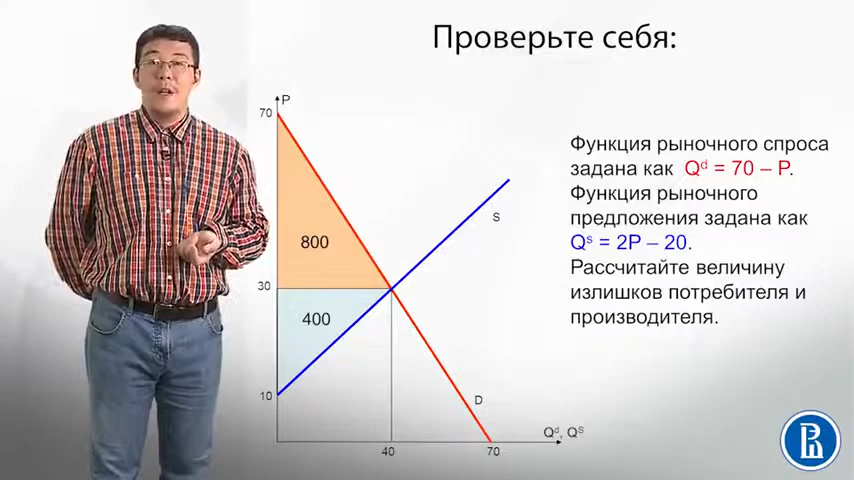 Проверьте себя:
P
70
800
30
400
10
S
D
Qᵈ, Qˢ
40
70
Функция рыночного спроса
задана как Qᵈ = 70 – P.
Функция рыночного
предложения задана как
Qˢ = 2P – 20.
Рассчитайте величину
излишков потребителя и
производителя.